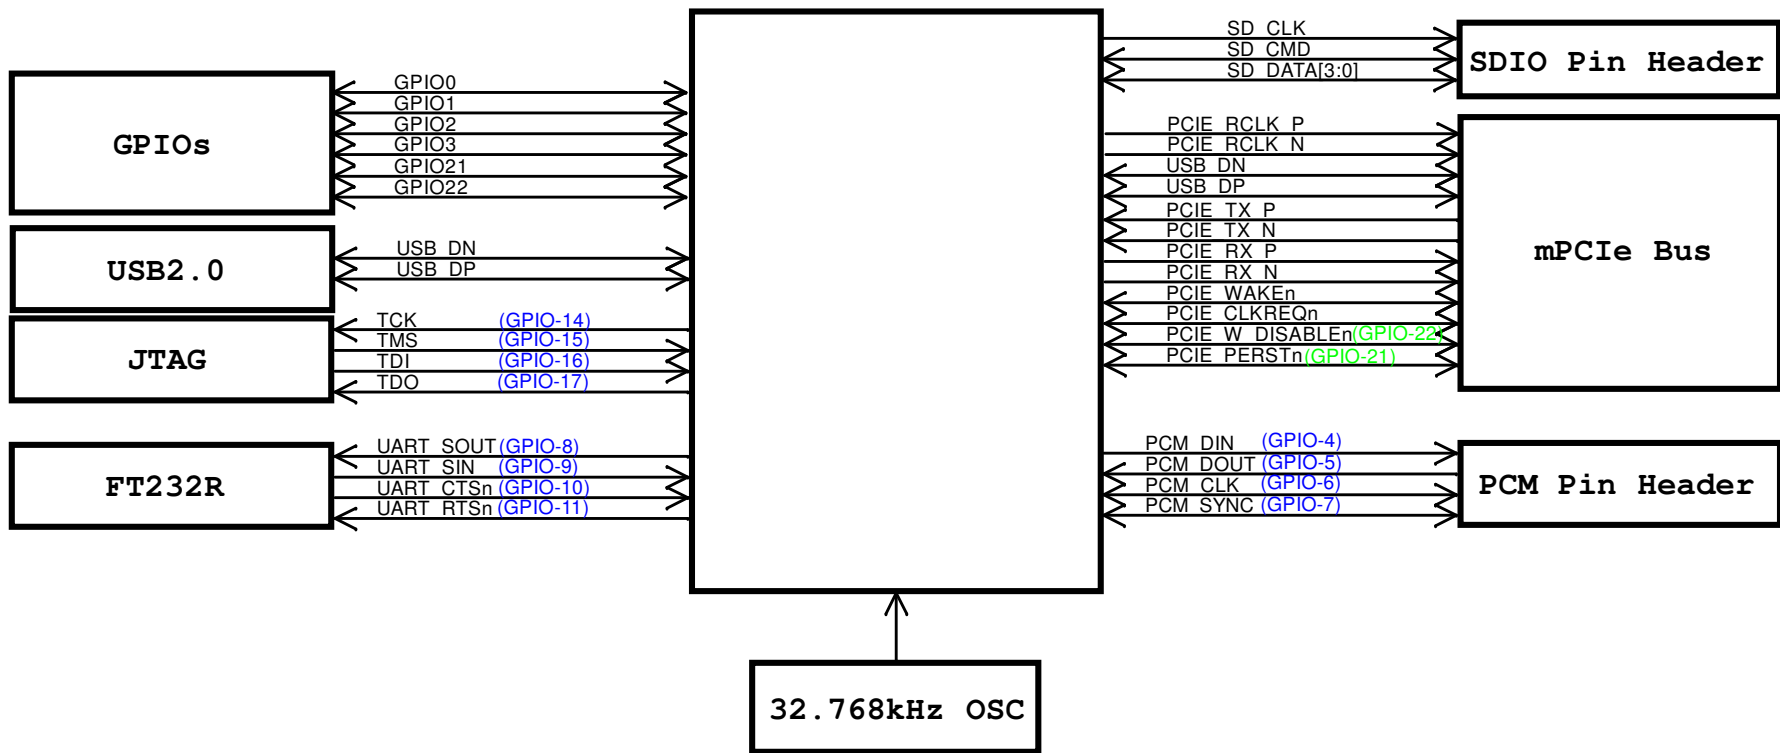 GPIOs
GPIO0
GPIO1
GPIO2
GPIO3
GPIO21
GPIO22
USB2.0
USB_DN
USB_DP
JTAG
TCK (GPIO-14)
TMS (GPIO-15)
TDI (GPIO-16)
TDO (GPIO-17)
FT232R
UART_SOUT (GPIO-8)
UART_SIN (GPIO-9)
UART_CTSn (GPIO-10)
UART_RTSn (GPIO-11)
32.768kHz OSC
SD_CLK
SD_CMD
SD_DATA[3:0]
SDIO Pin Header
PCIE_RCLK_P
PCIE_RCLK_N
USB_DN
USB_DP
PCIE_TX_P
PCIE_TX_N
PCIE_RX_P
PCIE_RX_N
PCIE_WAKEn
PCIE_CLKREQn
PCIE_W_DISABLEn(GPIO-22)
PCIE_PERSTn(GPIO-21)
mPCIe Bus
PCM_DIN (GPIO-4)
PCM_DOUT (GPIO-5)
PCM_CLK (GPIO-6)
PCM_SYNC (GPIO-7)
PCM Pin Header